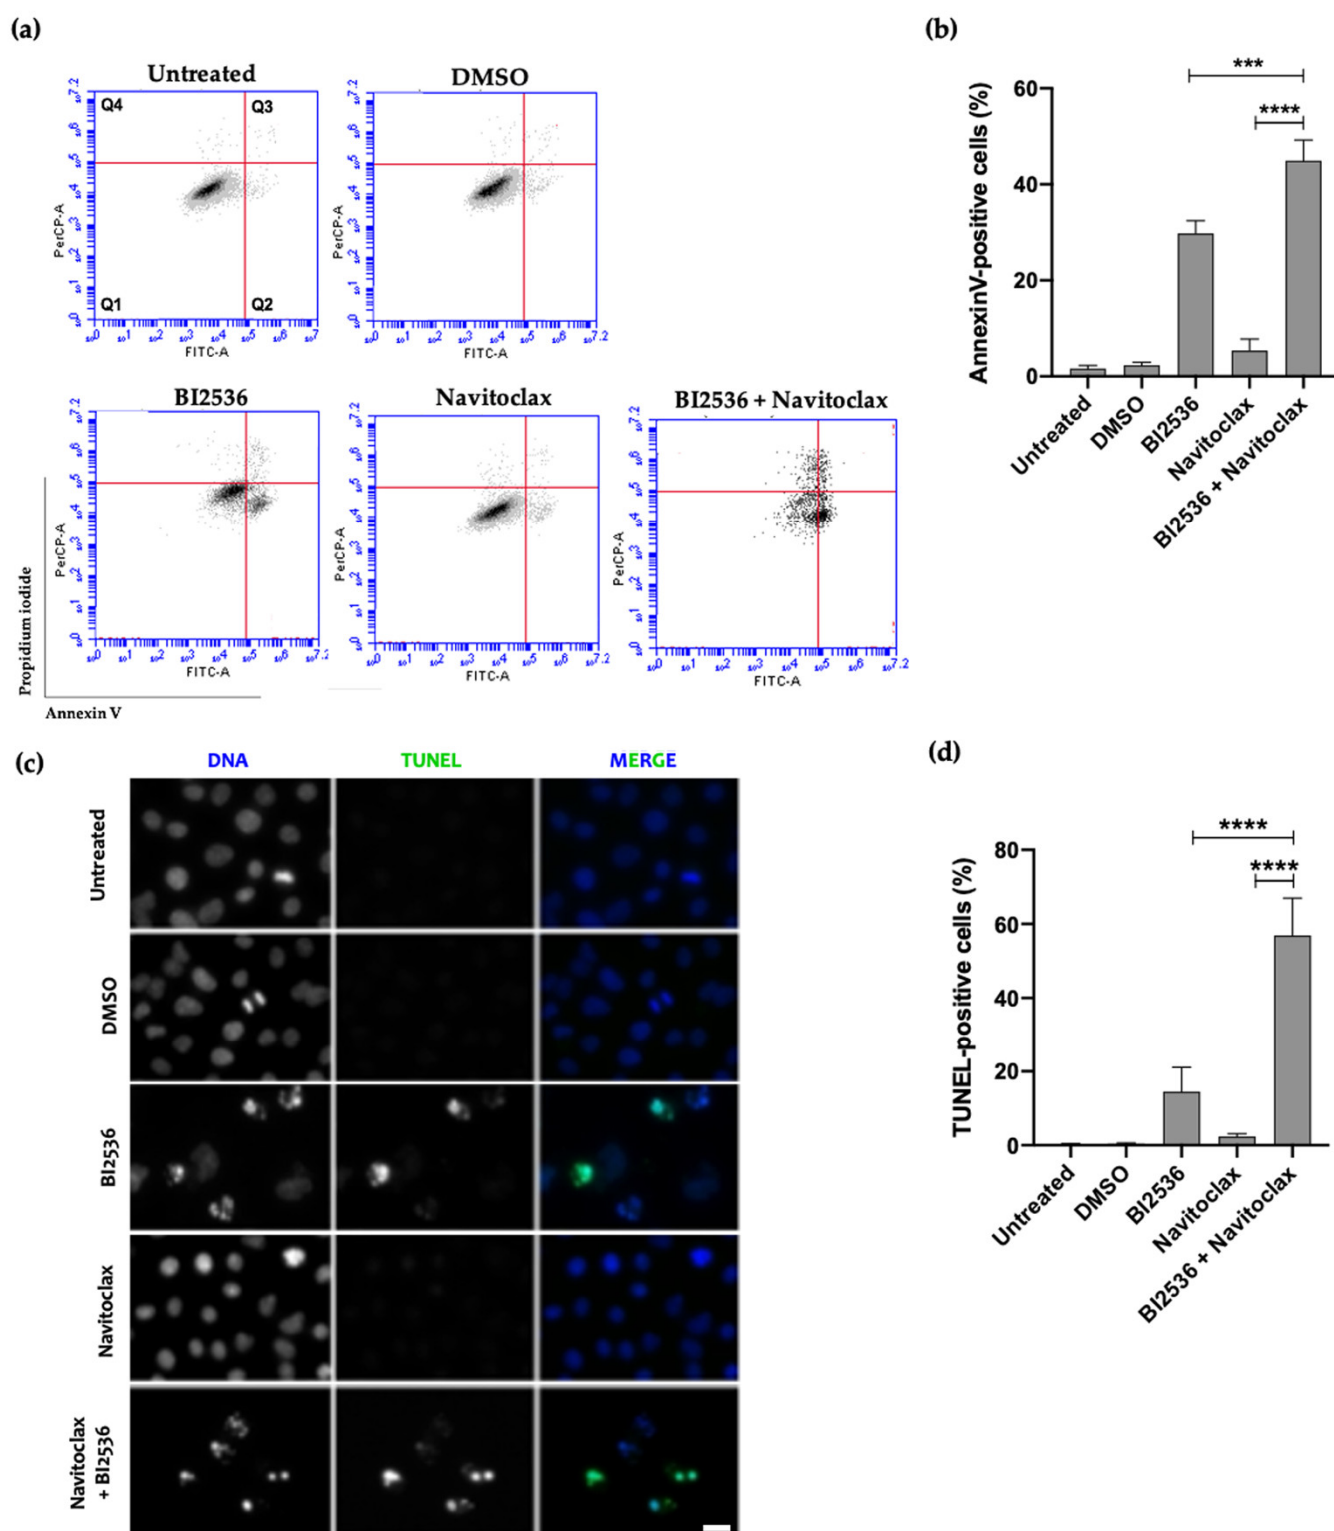 (a)
Untreated
DMSO
Q4
Q3
Q1
Q2
PerCP-A
FITC-A
PerCP-A
FITC-A
BI2536
Navitoclax
BI2536 + Navitoclax
PerCP-A
FITC-A
PerCP-A
FITC-A
PerCP-A
FITC-A
Propidium iodide
Annexin V
(b)
AnnexinV-positive cells (%)
60
40
20
0
***
****
Untreated
DMSO
BI2536
Navitoclax
BI2536 + Navitoclax
(c)
DNA
TUNEL
MERGE
Untreated
DMSO
BI2536
Navitoclax
Navitoclax
+ BI2536
(d)
TUNEL-positive cells (%)
80
60
40
20
0
****
****
Untreated
DMSO
BI2536
Navitoclax
BI2536 + Navitoclax